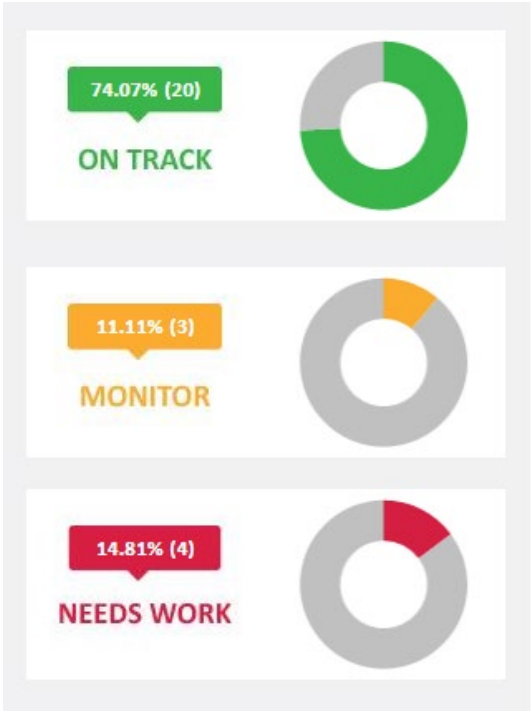 74.07% (20)
ON TRACK
11.11% (3)
MONITOR
14.81% (4)
NEEDS WORK